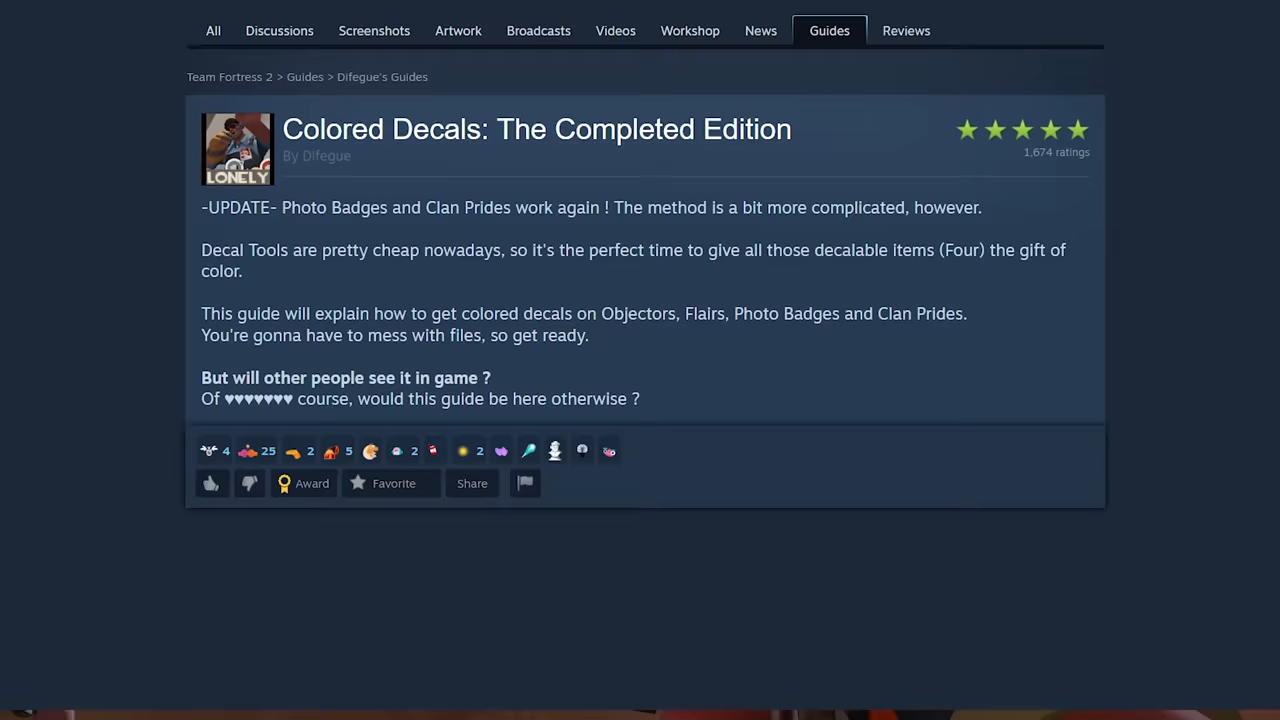 All Discussions Screenshots Artwork Broadcasts Videos Workshop News Guides Reviews
Team Fortress 2 > Guides > Difegue's Guides
Colored Decals: The Completed Edition
By Difegue
1,674 ratings
LONELY
-UPDATE- Photo Badges and Clan Prides work again ! The method is a bit more complicated, however.
Decal Tools are pretty cheap nowadays, so it's the perfect time to give all those decalable items (Four) the gift of
color.
This guide will explain how to get colored decals on Objectors, Flairs, Photo Badges and Clan Prides.
You're gonna have to mess with files, so get ready.
But will other people see it in game ?
Of ♥♥♥♥♥♥♥ course, would this guide be here otherwise ?
4 25 2 5 2 2
Award Favorite Share